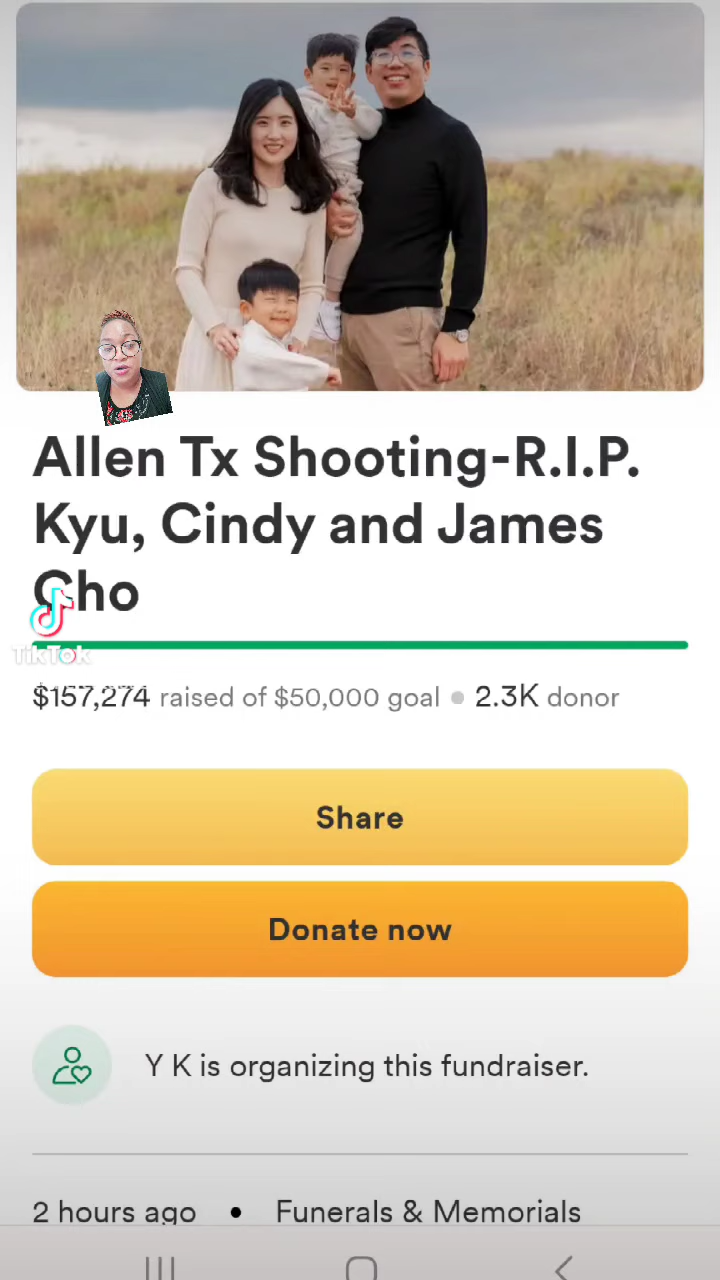 Allen Tx Shooting-R.I.P.
Kyu, Cindy and James
Cho
TikTok
$157,274 raised of $50,000 goal • 2.3K donor
Share
Donate now
Y K is organizing this fundraiser.
2 hours ago • Funerals & Memorials